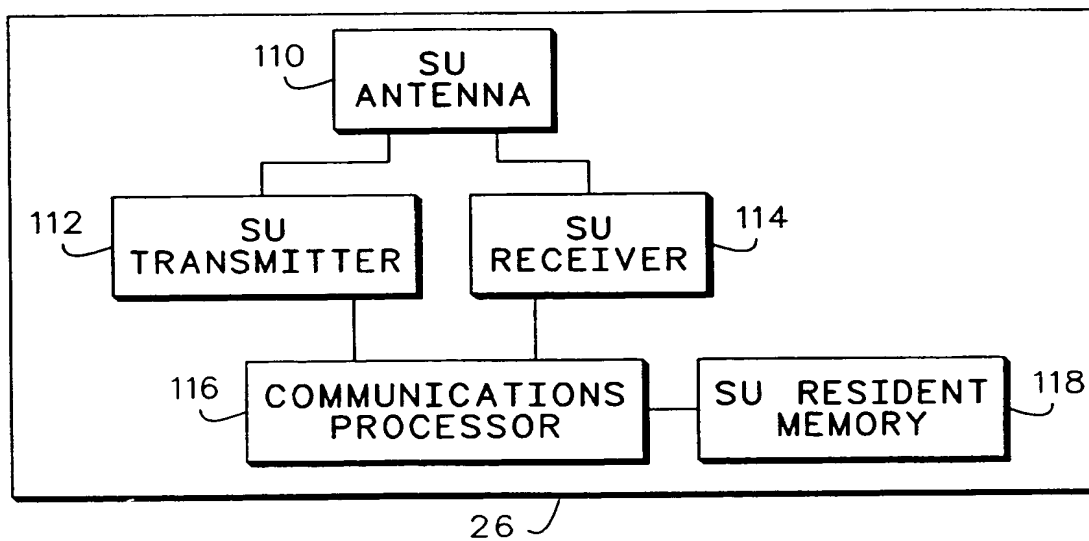 110
SU
ANTENNA
112
SU
TRANSMITTER
SU
RECEIVER
114
116
COMMUNICATIONS
PROCESSOR
SU RESIDENT
MEMORY
118
26